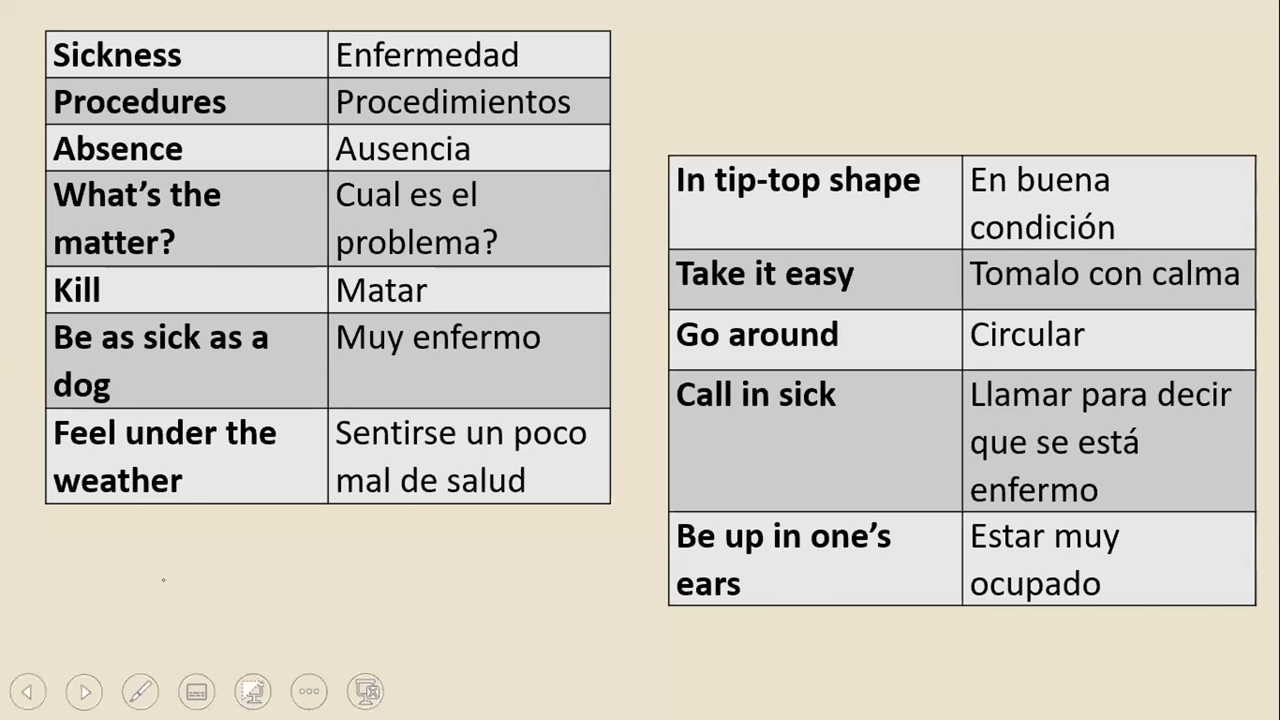 Sickness Enfermedad
Procedures Procedimientos
Absence Ausencia
What’s the Cual es el
matter? problema?
Kill Matar
Be as sick as a Muy enfermo
dog
Feel under the Sentirse un poco
weather mal de salud
In tip-top shape En buena
condición
Take it easy Tomalo con calma
Go around Circular
Call in sick Llamar para decir
que se está
enfermo
Be up in one’s Estar muy
ears ocupado